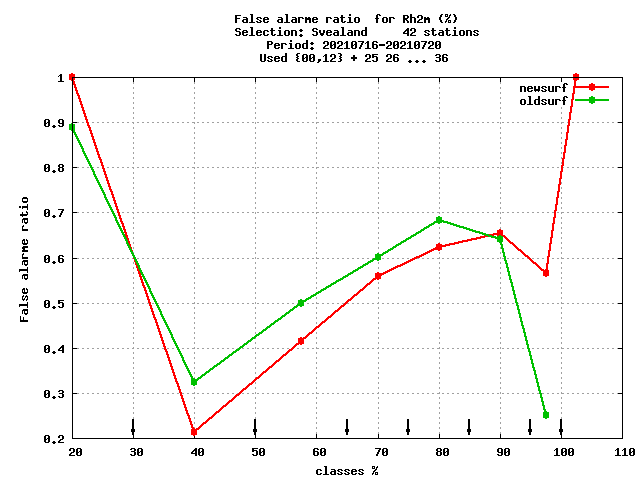 False alarme ratio  for Rh2m (%)
Selection: Svealand     42 stations
Period: 20210716-20210720
Used {00,12} + 25 26 ... 36
newsurf
oldsurf
1
0.9
0.8
0.7
0.6
0.5
0.4
0.3
0.2
False alarme ratio
20 30 40 50 60 70 80 90 100 110
classes %